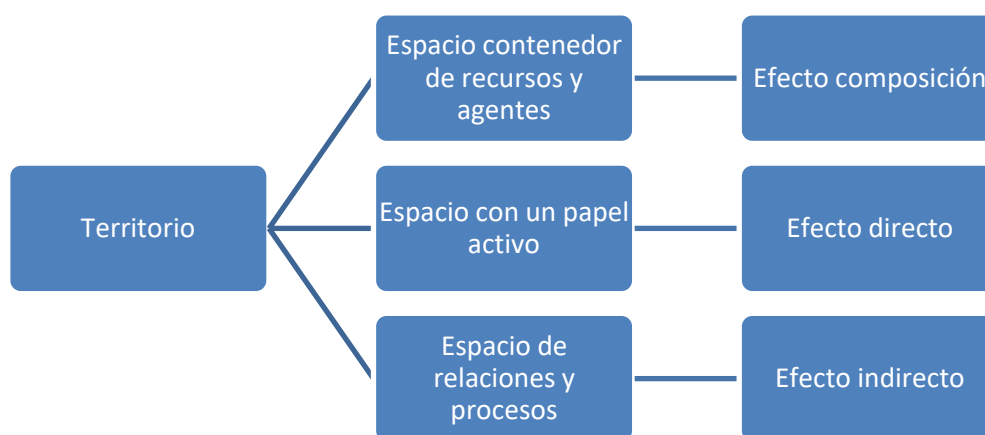 Espacio contenedor
de recursos y
agentes
Efecto composición
Territorio
Espacio con un papel
activo
Efecto directo
Espacio de
relaciones y
procesos
Efecto indirecto